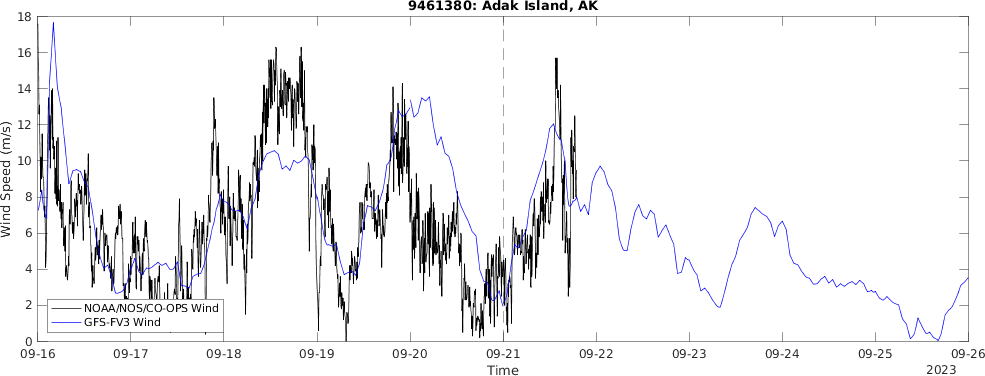 9461380: Adak Island, AK
18
16
14
12
10
8
6
4
2
0
Wind Speed (m/s)
NOAA/NOS/CO-OPS Wind
GFS-FV3 Wind
09-16 09-17 09-18 09-19 09-20 09-21 09-22 09-23 09-24 09-25 09-26
Time
2023